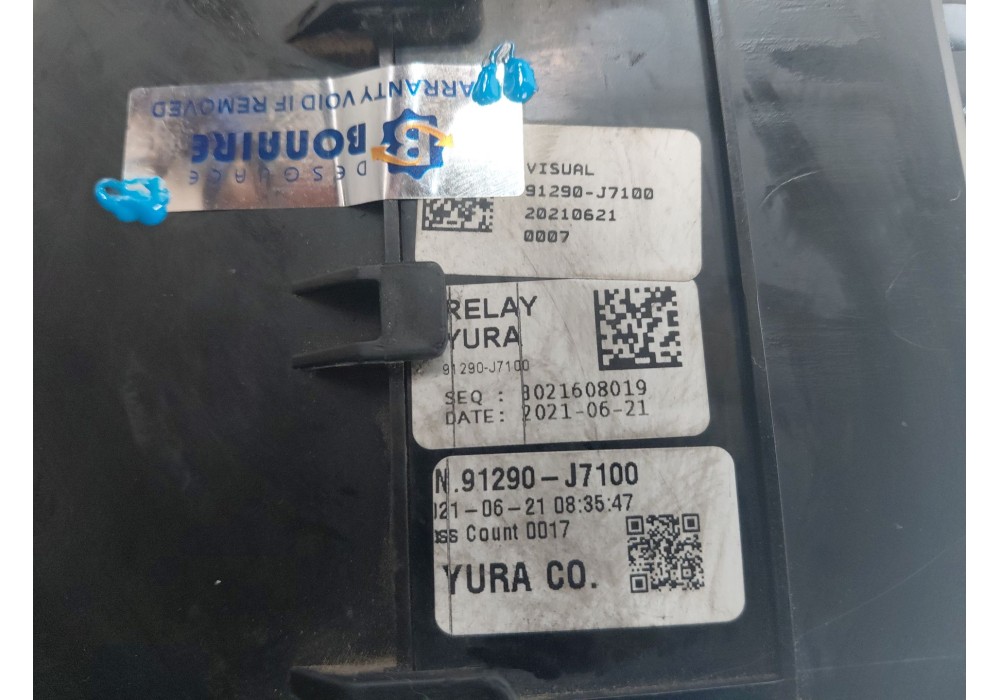 WARRANTY VOID IF REMOVED
BONAIRE
DESGUACE
VISUAL
91290-J7100
20210621
0007
RELAY
YURA
91290-J7100
SEQ : 3021608019
DATE: 2021-06-21
N.91290-J7100
021-06-21 08:35:47
ss Count 0017
YURA CO.